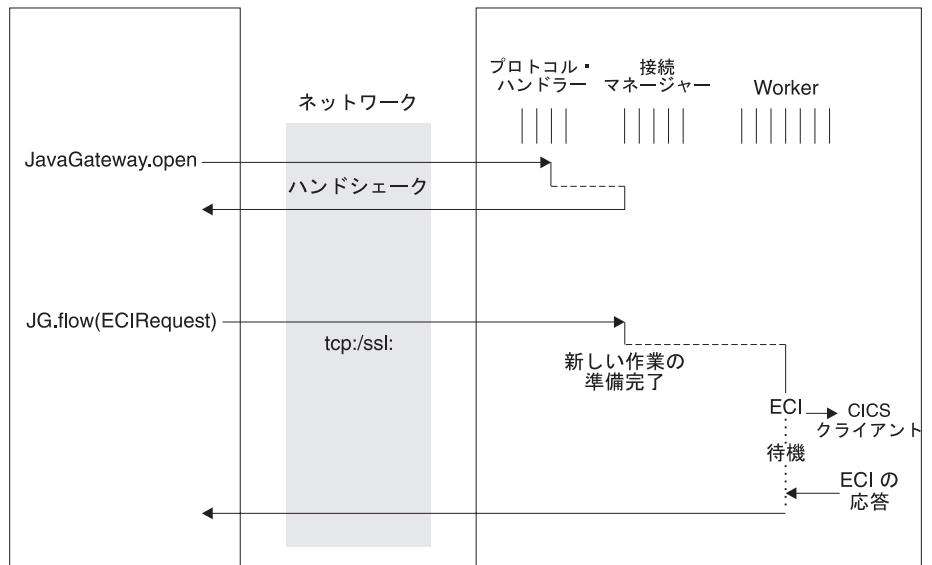 プロトコル・
ハンドラー
接続
マネージャー
Worker
ネットワーク
JavaGateway.open
ハンドシェーク
JG.flow(ECIRequest)
tcp:/ssl:
新しい作業の
準備完了
ECI
CICS
クライアント
待機
ECI の
応答